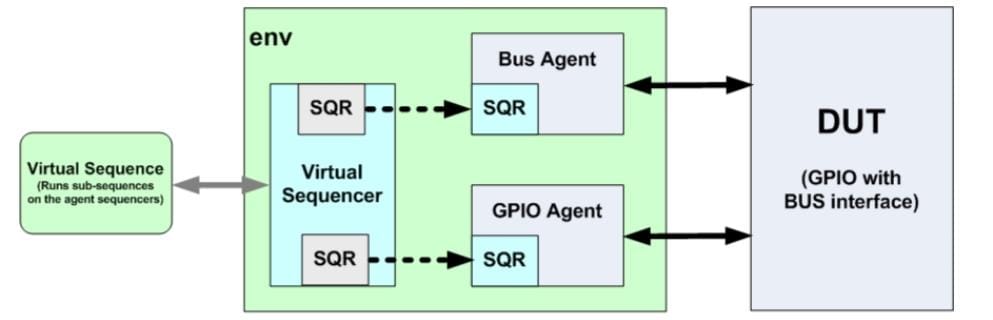 env
Virtual Sequence
(Runs sub-sequences
on the agent sequencers)
SQR
Virtual
Sequencer
SQR
Bus Agent
SQR
GPIO Agent
SQR
DUT
(GPIO with
BUS interface)